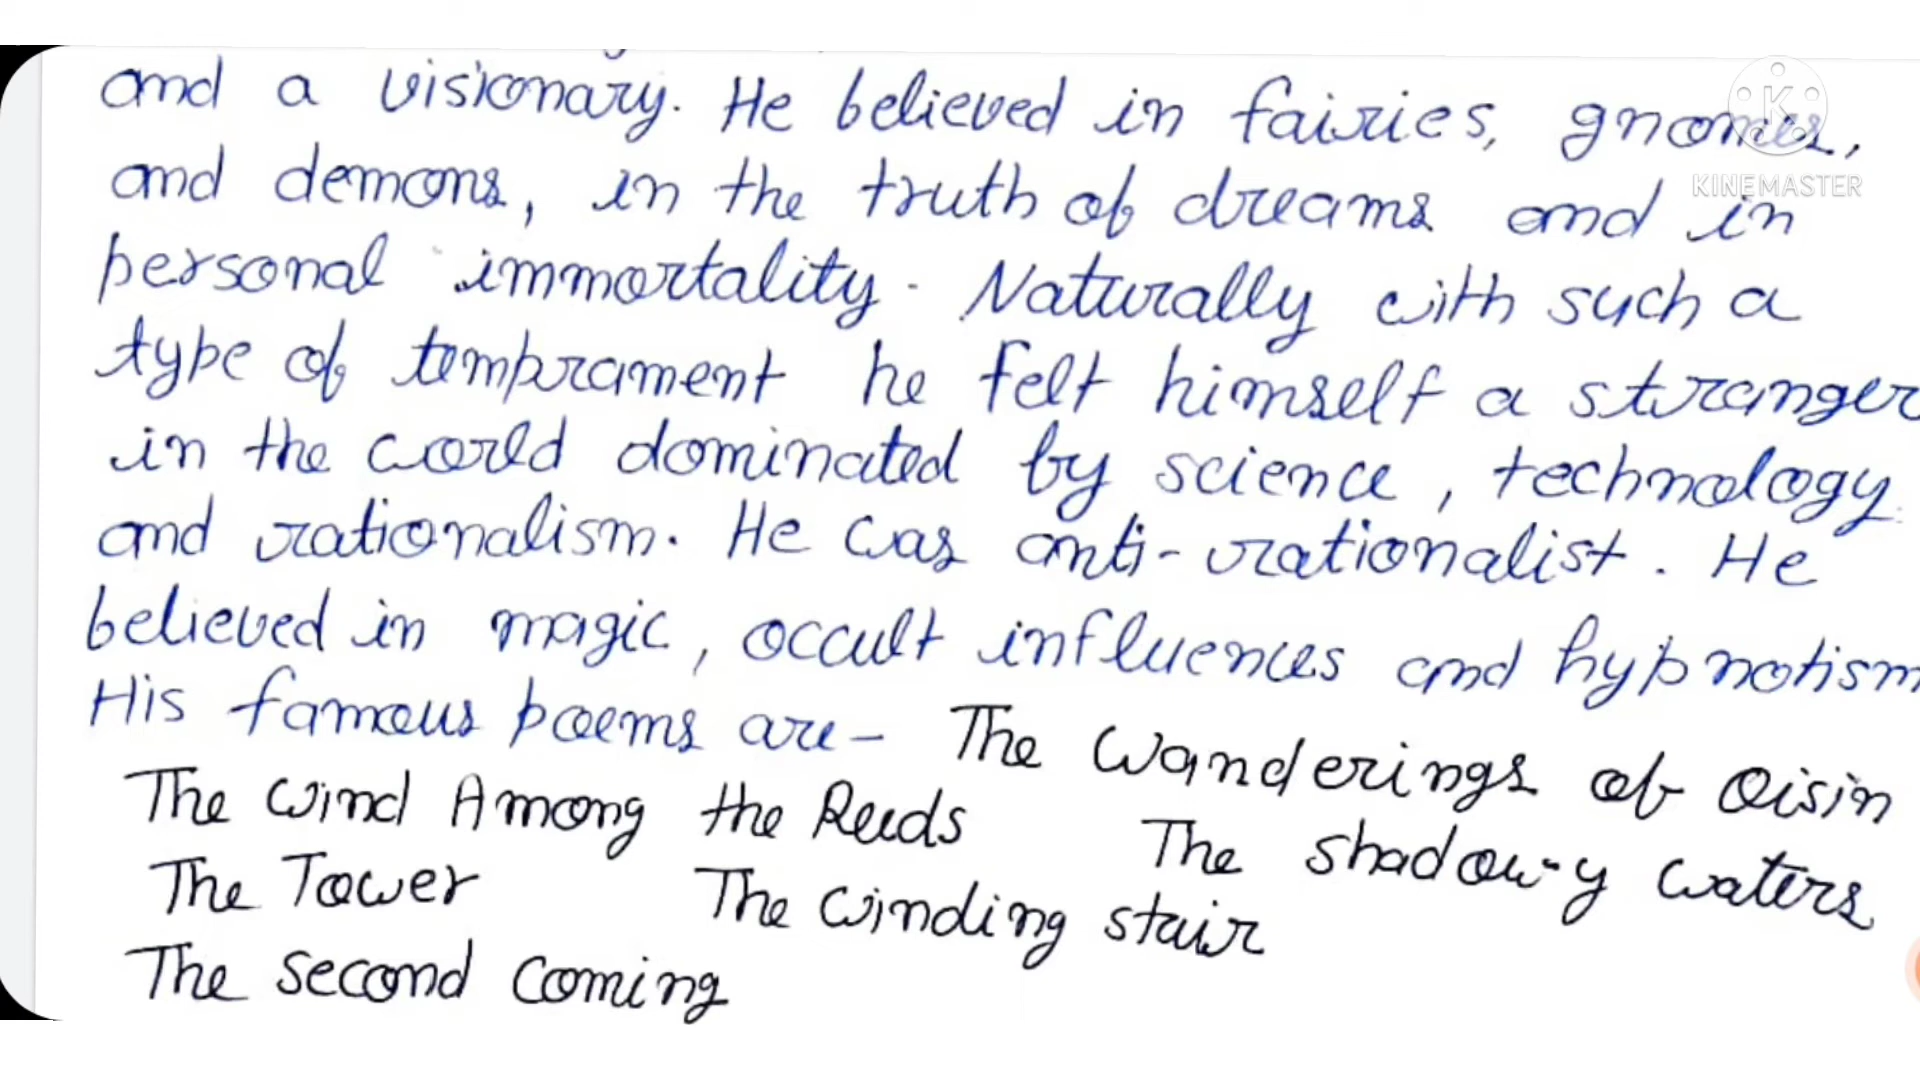 and a visionary. He believed in fairies, gnomes,
KINEMASTER
and demons, in the truth of dreams and in
personal immortality. Naturally with such a
type of temprament he felt himself a stranger
in the world dominated by science, technology
and rationalism. He was anti-rationalist. He
believed in magic, occult influences and hypnotism
His famous poems are- The Wanderings of Oisin
The Wind Among the Reeds The shadow-y waters
The Tower The winding stair
The Second Coming